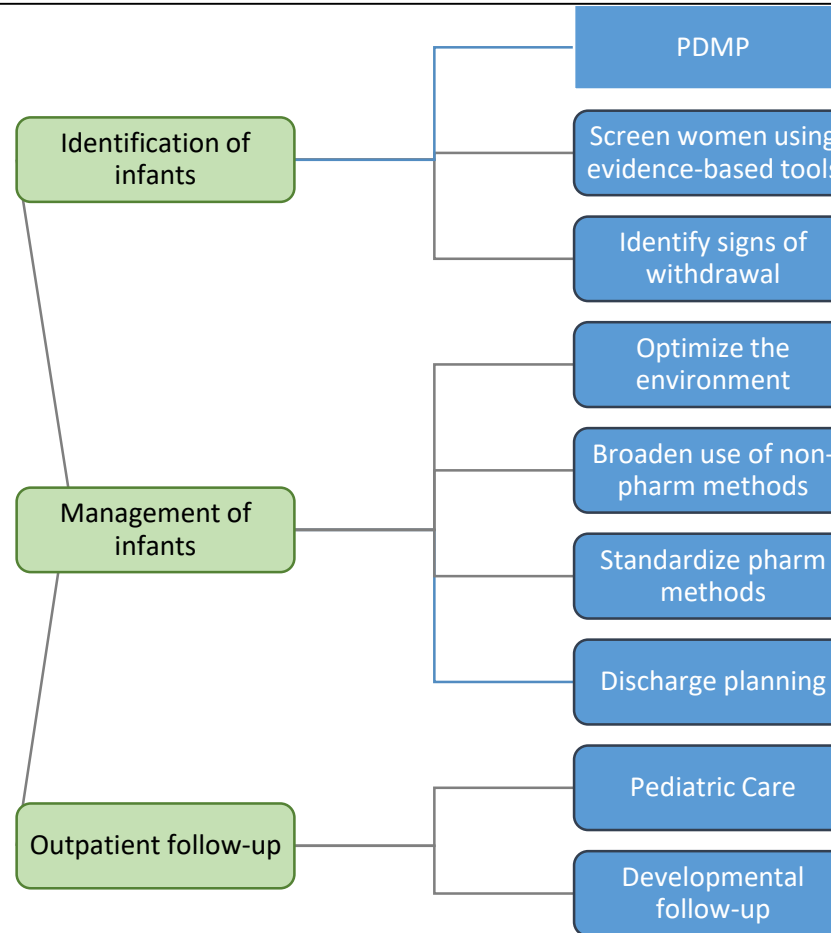 PDMP
Identification of
infants
Screen women using
evidence-based tools
Identify signs of
withdrawal
Optimize the
environment
Broaden use of non-
pharm methods
Management of
infants
Standardize pharm
methods
Discharge planning
Pediatric Care
Outpatient follow-up
Developmental
follow-up